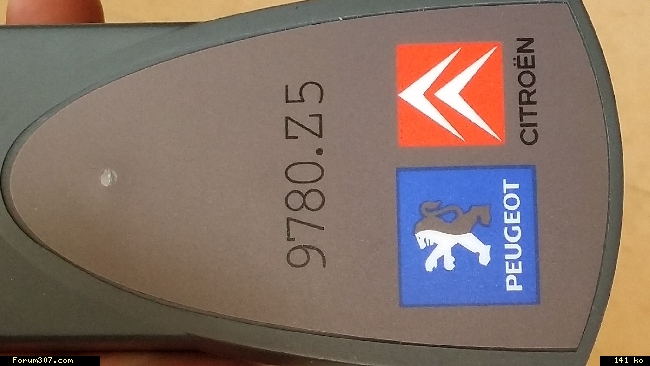 9780.Z5
CITROËN
PEUGEOT
Forum307.com
141 ko